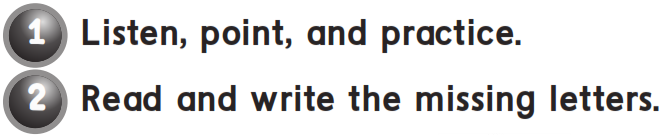 1 Listen, point, and practice.
2 Read and write the missing letters.